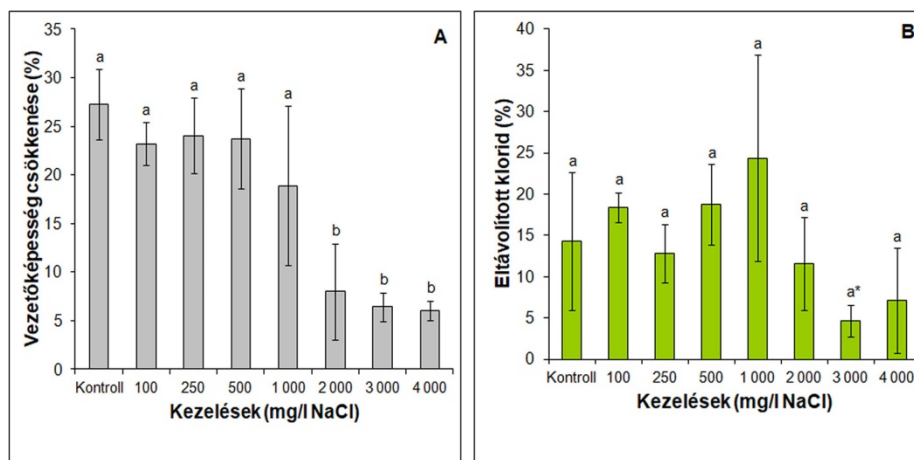 A
Vezetőképesség csökkenése (%)
35
30
25
20
15
10
5
0
a
a
a
a
a
b
b
b
Kontroll 100 250 500 1 000 2 000 3 000 4 000
Kezelések (mg/l NaCl)
B
Eltávolított klorid (%)
40
35
30
25
20
15
10
5
0
a
a
a
a
a
a
a*
a
Kontroll 100 250 500 1 000 2 000 3 000 4 000
Kezelések (mg/l NaCl)